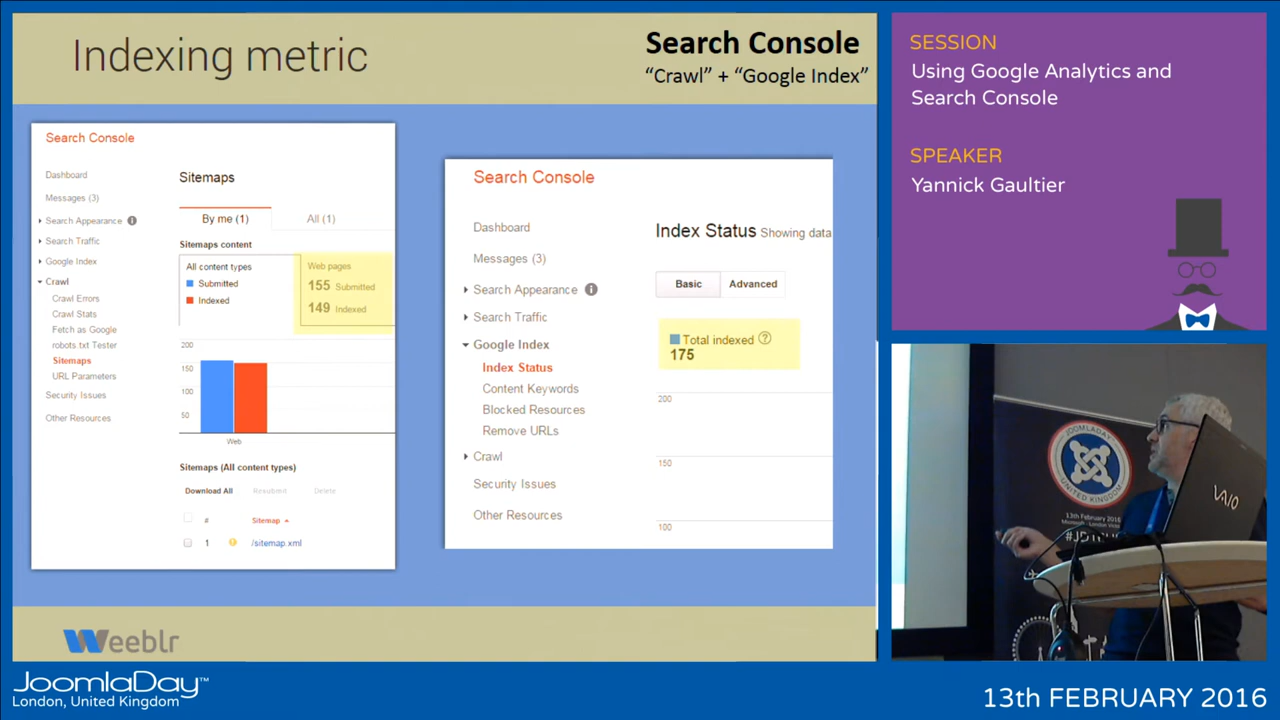 Indexing metric
Search Console
“Crawl” + “Google Index”
Search Console
Dashboard
Messages (3)
Search Appearance i
Search Traffic
Google Index
Crawl
Crawl Errors
Crawl Stats
Fetch as Google
robots.txt Tester
Sitemaps
URL Parameters
Security Issues
Other Resources
Sitemaps
By me (1) All (1)
Sitemaps content
All content types
Submitted
Indexed
Web pages
155 Submitted
149 Indexed
200
150
100
50
Web
Sitemaps (All content types)
Download All Resubmit Delete
# Sitemap
1 /sitemap.xml
Search Console
Dashboard
Messages (3)
Search Appearance i
Search Traffic
Google Index
Index Status
Content Keywords
Blocked Resources
Remove URLs
Crawl
Security Issues
Other Resources
Index Status Showing data
Basic Advanced
Total indexed ?
175
200
150
100
Weeblr
SESSION
Using Google Analytics and
Search Console
SPEAKER
Yannick Gaultier
JOOMLADAY
UNITED KINGDOM
13th February 2016
VAIO
JoomlaDay™
London, United Kingdom
13th FEBRUARY 2016